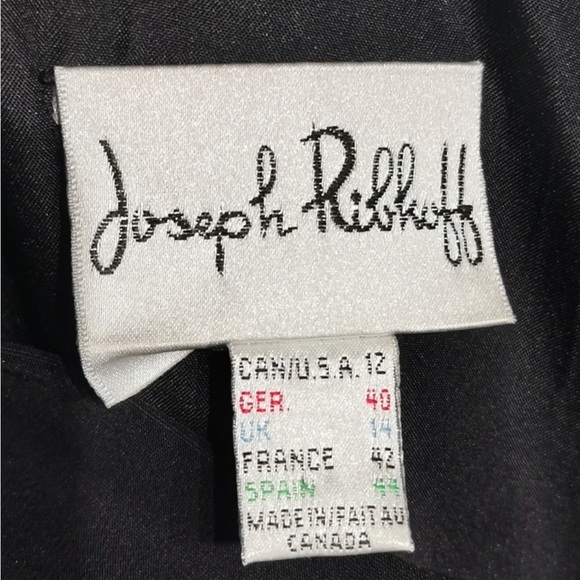 Joseph Ribkoff
CAN/U.S.A. 12
GER. 40
UK 14
FRANCE 42
SPAIN 44
MADE IN/FAIT AU
CANADA